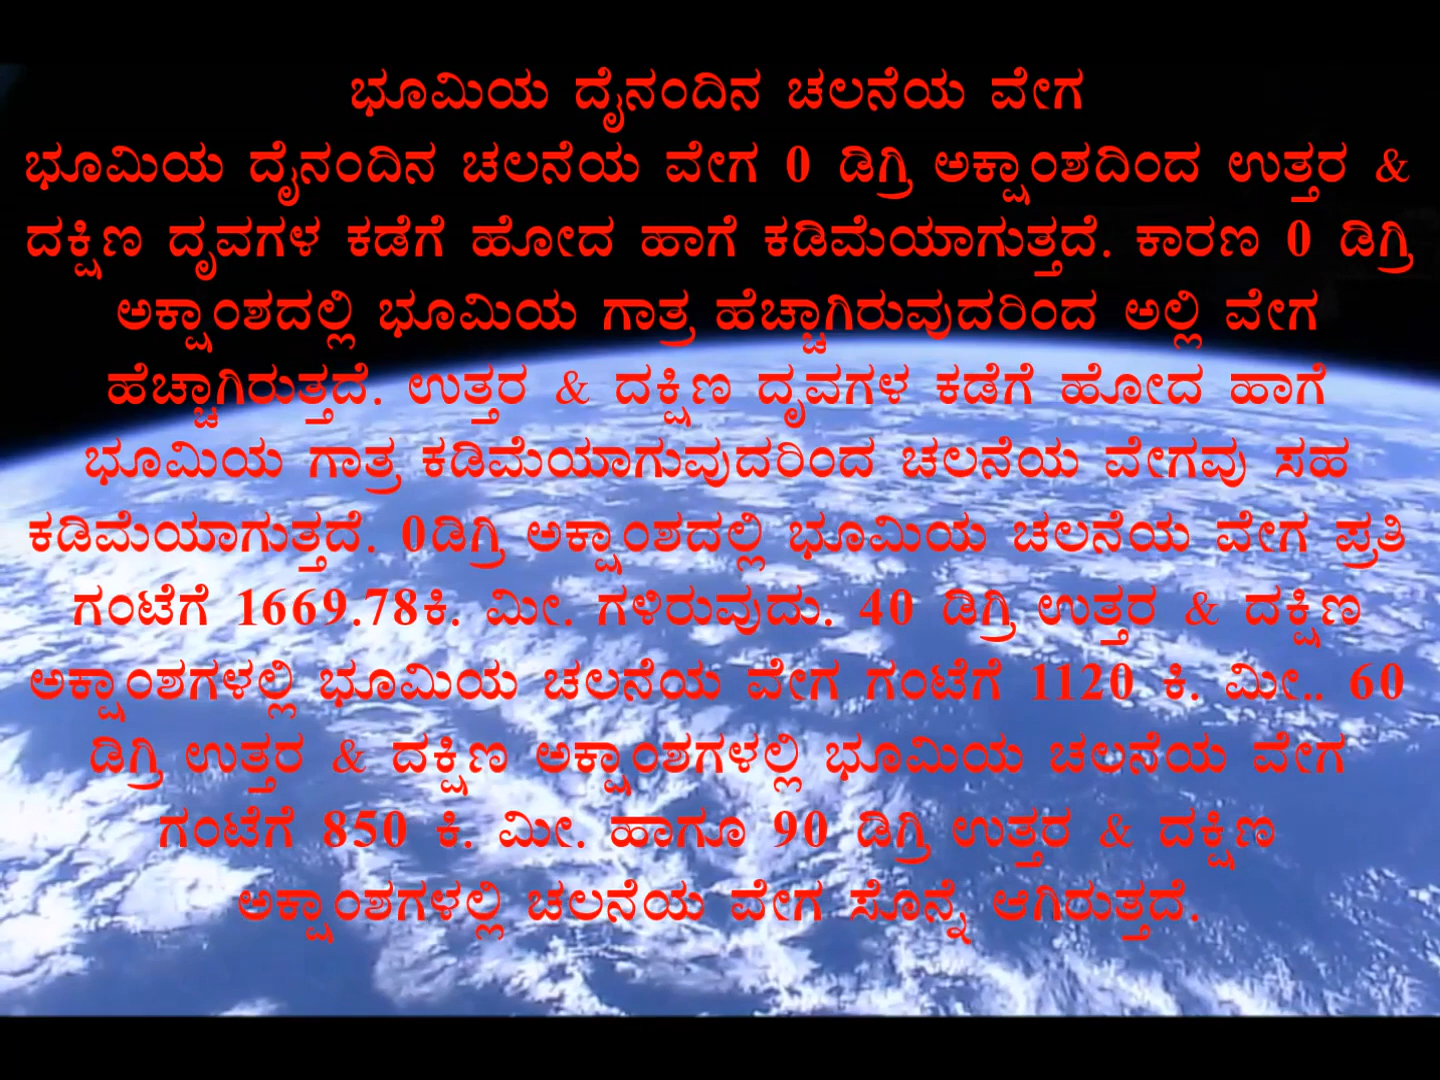 ಭೂಮಿಯ ದೈನಂದಿನ ಚಲನೆಯ ವೇಗ
ಭೂಮಿಯ ದೈನಂದಿನ ಚಲನೆಯ ವೇಗ 0 ಡಿಗ್ರಿ ಅಕ್ಷಾಂಶದಿಂದ ಉತ್ತರ &
ದಕ್ಷಿಣ ದೃವಗಳ ಕಡೆಗೆ ಹೋದ ಹಾಗೆ ಕಡಿಮೆಯಾಗುತ್ತದೆ. ಕಾರಣ 0 ಡಿಗ್ರಿ
ಅಕ್ಷಾಂಶದಲ್ಲಿ ಭೂಮಿಯ ಗಾತ್ರ ಹೆಚ್ಚಾಗಿರುವುದರಿಂದ ಅಲ್ಲಿ ವೇಗ
ಹೆಚ್ಚಾಗಿರುತ್ತದೆ. ಉತ್ತರ & ದಕ್ಷಿಣ ದೃವಗಳ ಕಡೆಗೆ ಹೋದ ಹಾಗೆ
ಭೂಮಿಯ ಗಾತ್ರ ಕಡಿಮೆಯಾಗುವುದರಿಂದ ಚಲನೆಯ ವೇಗವು ಸಹ
ಕಡಿಮೆಯಾಗುತ್ತದೆ. 0ಡಿಗ್ರಿ ಅಕ್ಷಾಂಶದಲ್ಲಿ ಭೂಮಿಯ ಚಲನೆಯ ವೇಗ ಪ್ರತಿ
ಗಂಟೆಗೆ 1669.78ಕಿ. ಮೀ. ಗಳಿರುವುದು. 40 ಡಿಗ್ರಿ ಉತ್ತರ & ದಕ್ಷಿಣ
ಅಕ್ಷಾಂಶಗಳಲ್ಲಿ ಭೂಮಿಯ ಚಲನೆಯ ವೇಗ ಗಂಟೆಗೆ 1120 ಕಿ. ಮೀ.. 60
ಡಿಗ್ರಿ ಉತ್ತರ & ದಕ್ಷಿಣ ಅಕ್ಷಾಂಶಗಳಲ್ಲಿ ಭೂಮಿಯ ಚಲನೆಯ ವೇಗ
ಗಂಟೆಗೆ 850 ಕಿ. ಮೀ. ಹಾಗೂ 90 ಡಿಗ್ರಿ ಉತ್ತರ & ದಕ್ಷಿಣ
ಅಕ್ಷಾಂಶಗಳಲ್ಲಿ ಚಲನೆಯ ವೇಗ ಸೊನ್ನೆ ಆಗಿರುತ್ತದೆ.